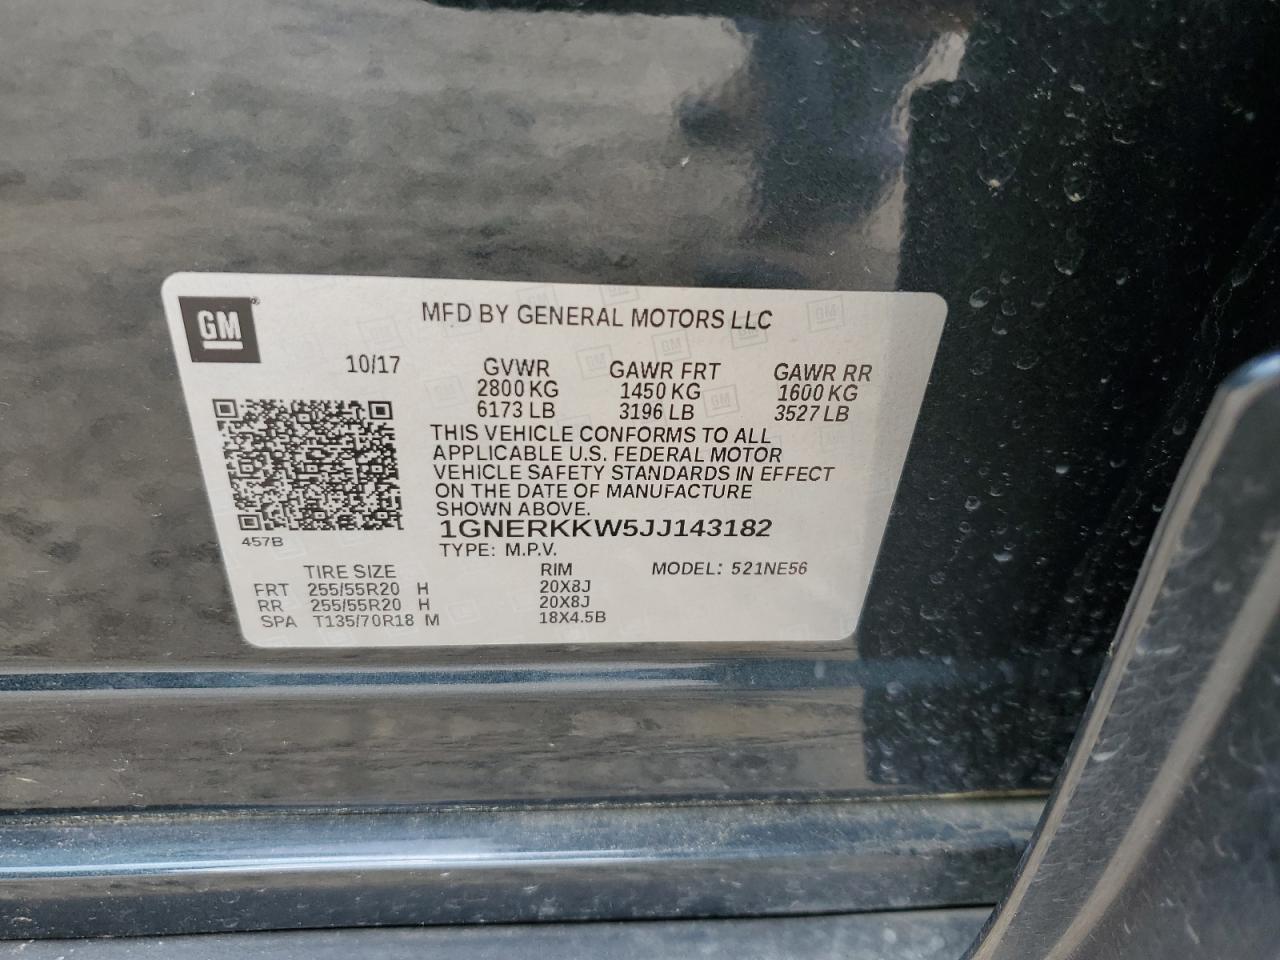 GM
MFD BY GENERAL MOTORS LLC
10/17 GVWR GAWR FRT GAWR RR
2800 KG 1450 KG 1600 KG
6173 LB 3196 LB 3527 LB
THIS VEHICLE CONFORMS TO ALL
APPLICABLE U.S. FEDERAL MOTOR
VEHICLE SAFETY STANDARDS IN EFFECT
ON THE DATE OF MANUFACTURE
SHOWN ABOVE.
1GNERKKW5JJ143182
457B
TYPE: M.P.V.
TIRE SIZE RIM MODEL: 521NE56
FRT 255/55R20 H 20X8J
RR 255/55R20 H 20X8J
SPA T135/70R18 M 18X4.5B